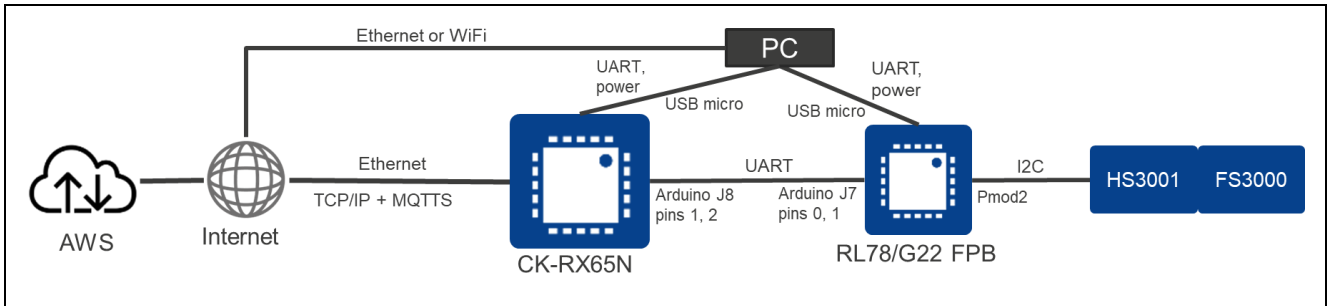 Ethernet or WiFi
PC
UART,
power
USB micro
UART,
power
USB micro
Ethernet
TCP/IP + MQTTS
UART
Arduino J8
pins 1, 2
Arduino J7
pins 0, 1
I2C
Pmod2
HS3001
FS3000
AWS
Internet
CK-RX65N
RL78/G22 FPB